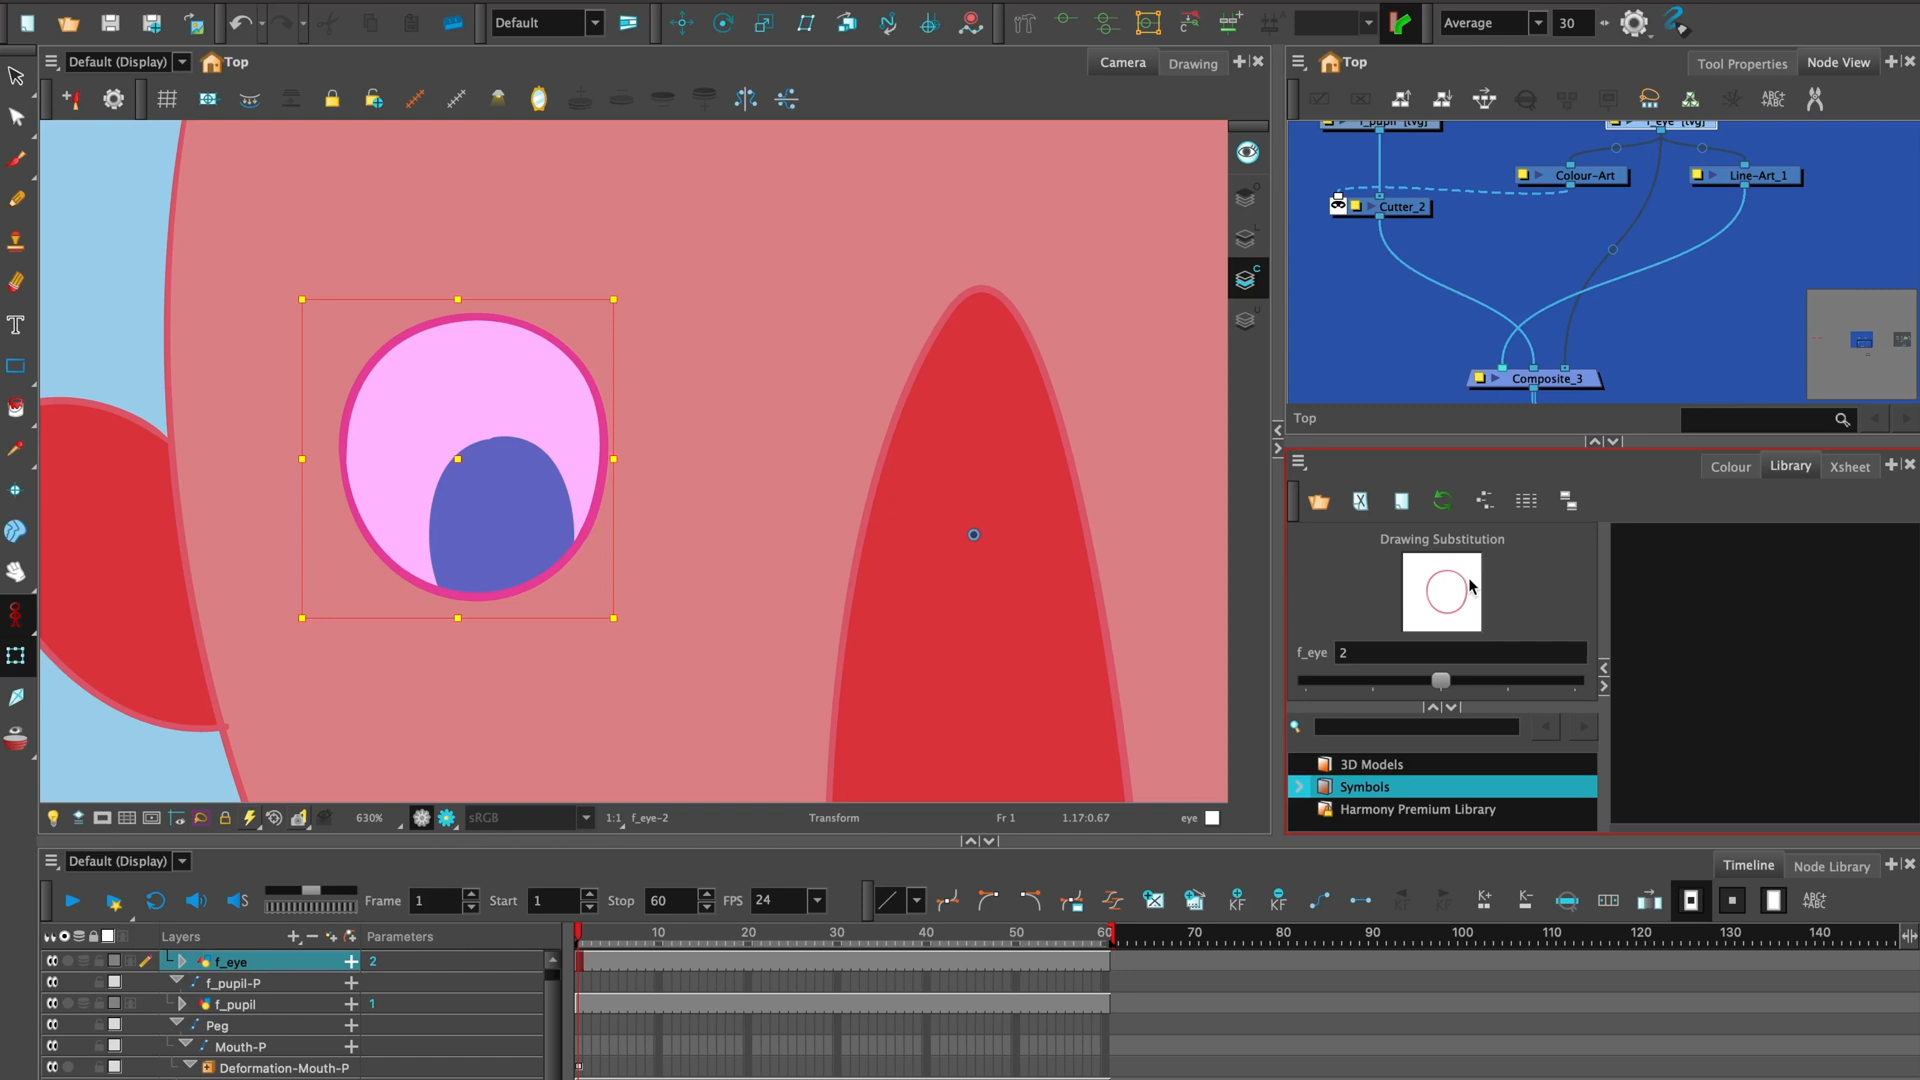 Default
Average
30
Default (Display)
Top
Camera
Drawing
Top
Tool Properties
Node View
f_eye [tvg]
Colour-Art
Line-Art_1
Cutter_2
Composite_3
Top
Colour
Library
Xsheet
Drawing Substitution
f_eye
2
3D Models
Symbols
Harmony Premium Library
630%
sRGB
1:1
f_eye-2
Transform
Fr 1
1.17:0.67
eye
Default (Display)
Timeline
Node Library
Frame 1
Start 1
Stop 60
FPS 24
Layers
Parameters
10 20 30 40 50 60 70 80 90 100 110 120 130 140
f_eye 2
f_pupil-P
f_pupil 1
Peg
Mouth-P
Deformation-Mouth-P